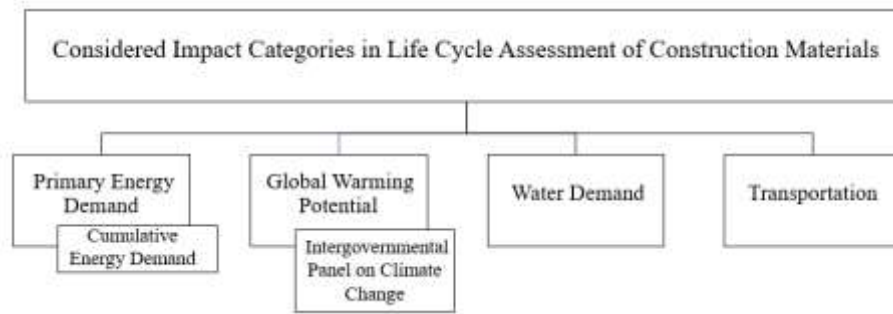 Considered Impact Categories in Life Cycle Assessment of Construction Materials
Primary Energy
Demand
Cumulative
Energy Demand
Global Warming
Potential
Intergovernmental
Panel on Climate
Change
Water Demand
Transportation